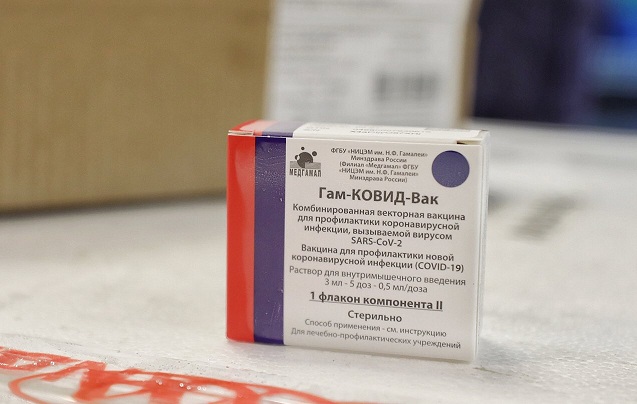 ФГБУ «НИЦЭМ им. Н.Ф. Гамалеи»
Минздрава России
(Филиал «Медгамал» ФГБУ
«НИЦЭМ им. Н.Ф. Гамалеи»
Минздрава России)
МЕДГАМАЛ
Гам-КОВИД-Вак
Комбинированная векторная вакцина
для профилактики коронавирусной
инфекции, вызываемой вирусом
SARS-CoV-2
Вакцина для профилактики новой
коронавирусной инфекции (COVID-19)
Раствор для внутримышечного введения
3 мл - 5 доз - 0,5 мл/доза
1 флакон компонента II
Стерильно
Способ применения - см. инструкцию
Для лечебно-профилактических учреждений